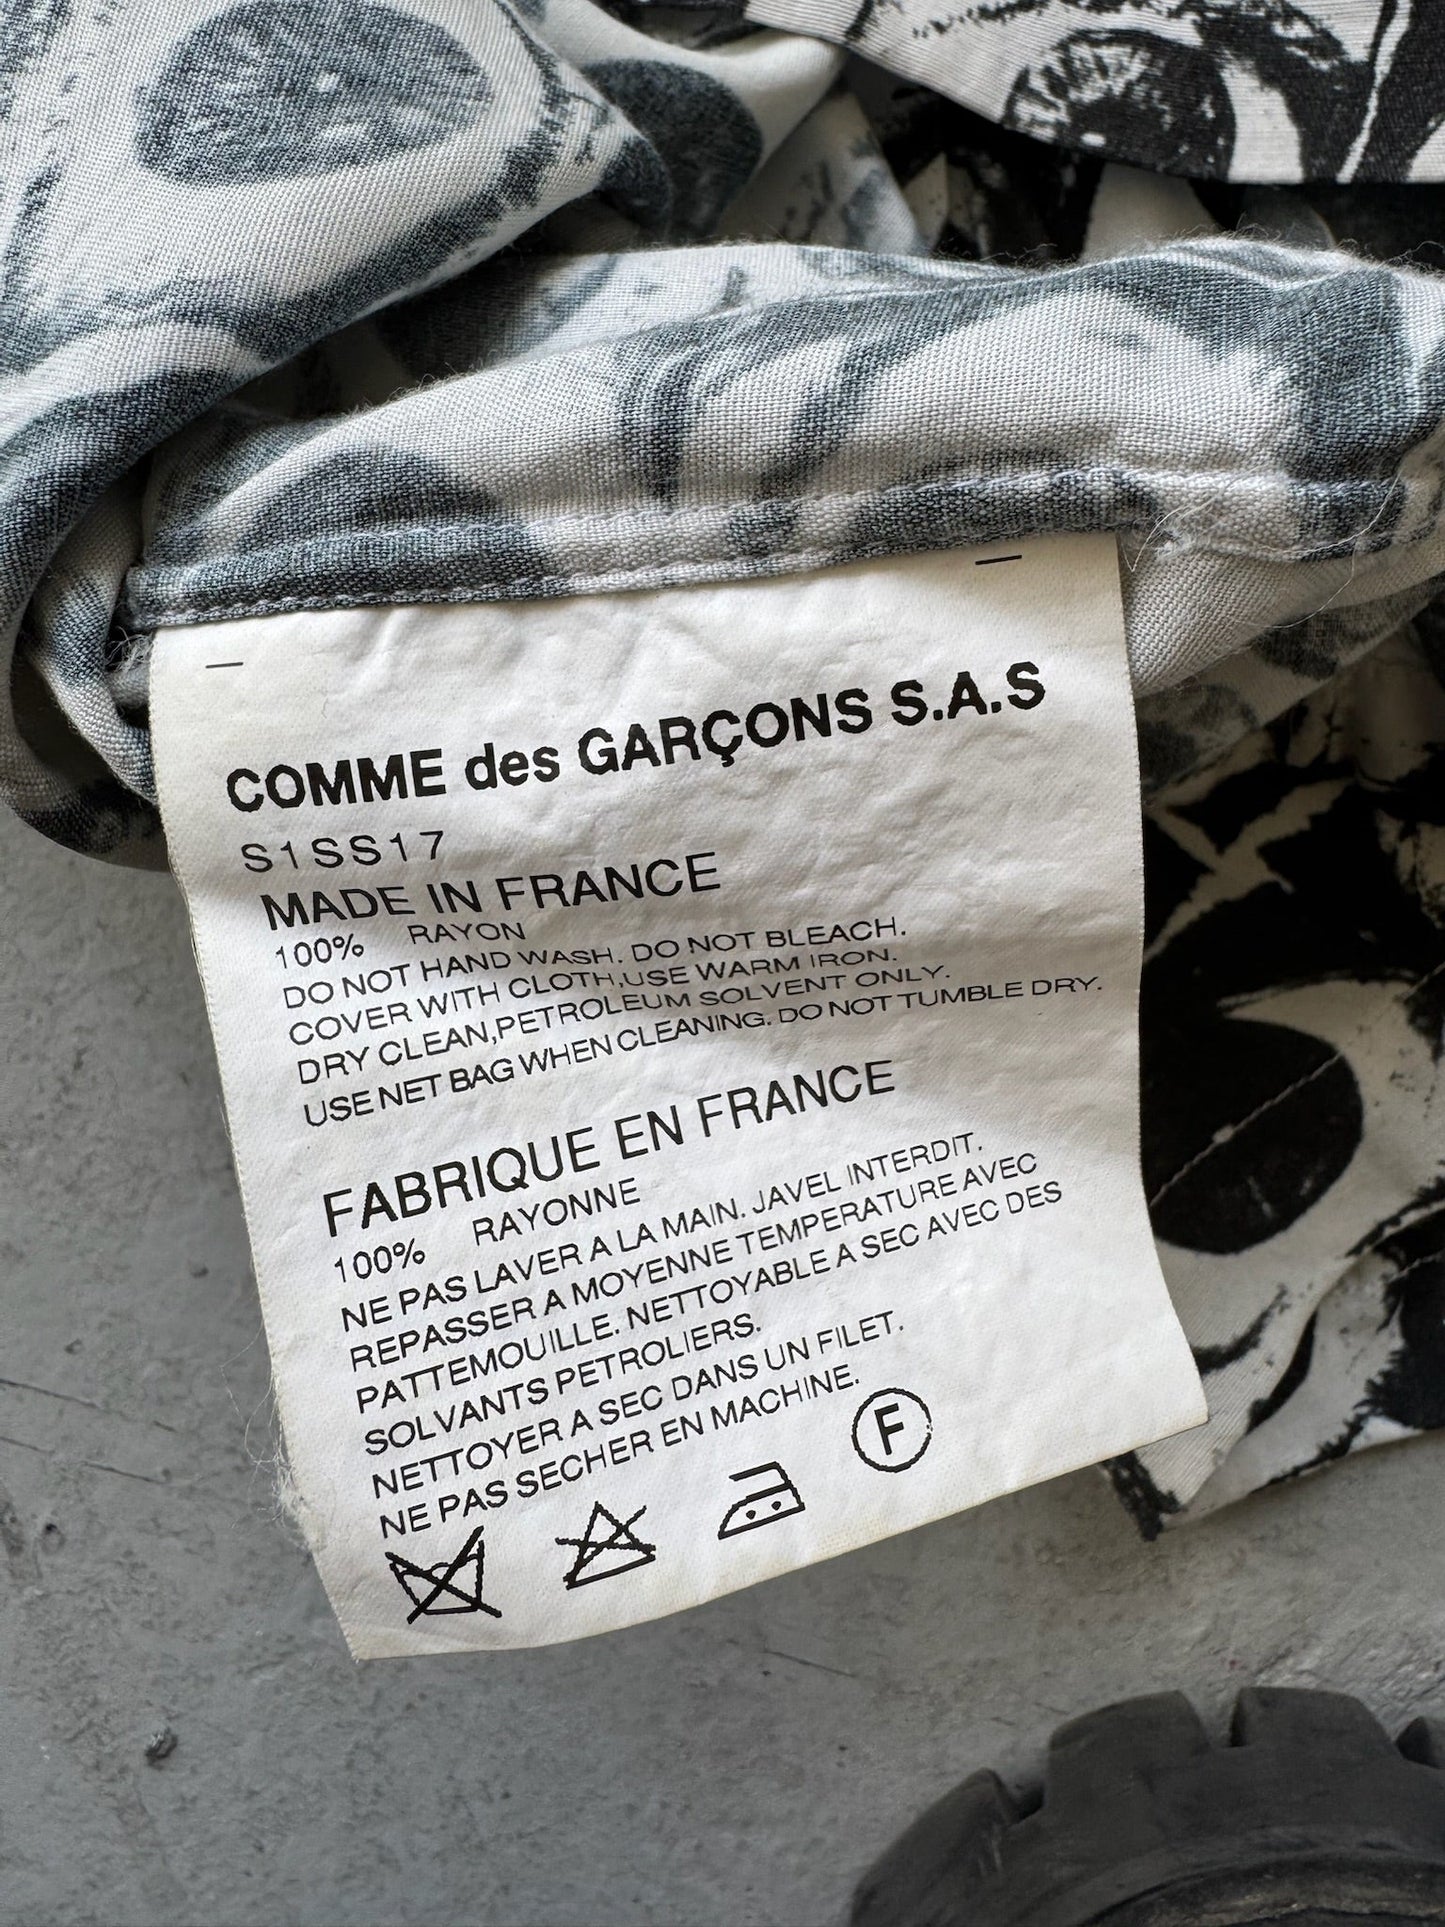 COMME des GARÇONS S.A.S
S1SS17
MADE IN FRANCE
100% RAYON
DO NOT HAND WASH. DO NOT BLEACH.
COVER WITH CLOTH,USE WARM IRON.
DRY CLEAN,PETROLEUM SOLVENT ONLY.
USE NET BAG WHEN CLEANING. DO NOT TUMBLE DRY.
FABRIQUE EN FRANCE
100% RAYONNE
NE PAS LAVER A LA MAIN. JAVEL INTERDIT.
REPASSER A MOYENNE TEMPERATURE AVEC
PATTEMOUILLE. NETTOYABLE A SEC AVEC DES
SOLVANTS PETROLIERS.
NETTOYER A SEC DANS UN FILET.
NE PAS SECHER EN MACHINE.
F